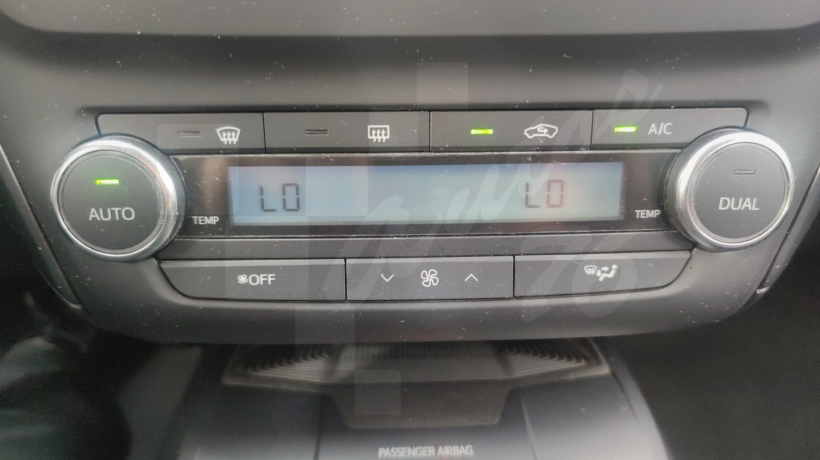 A/C
AUTO
TEMP
LO
LO
TEMP
DUAL
OFF
PASSENGER AIRBAG